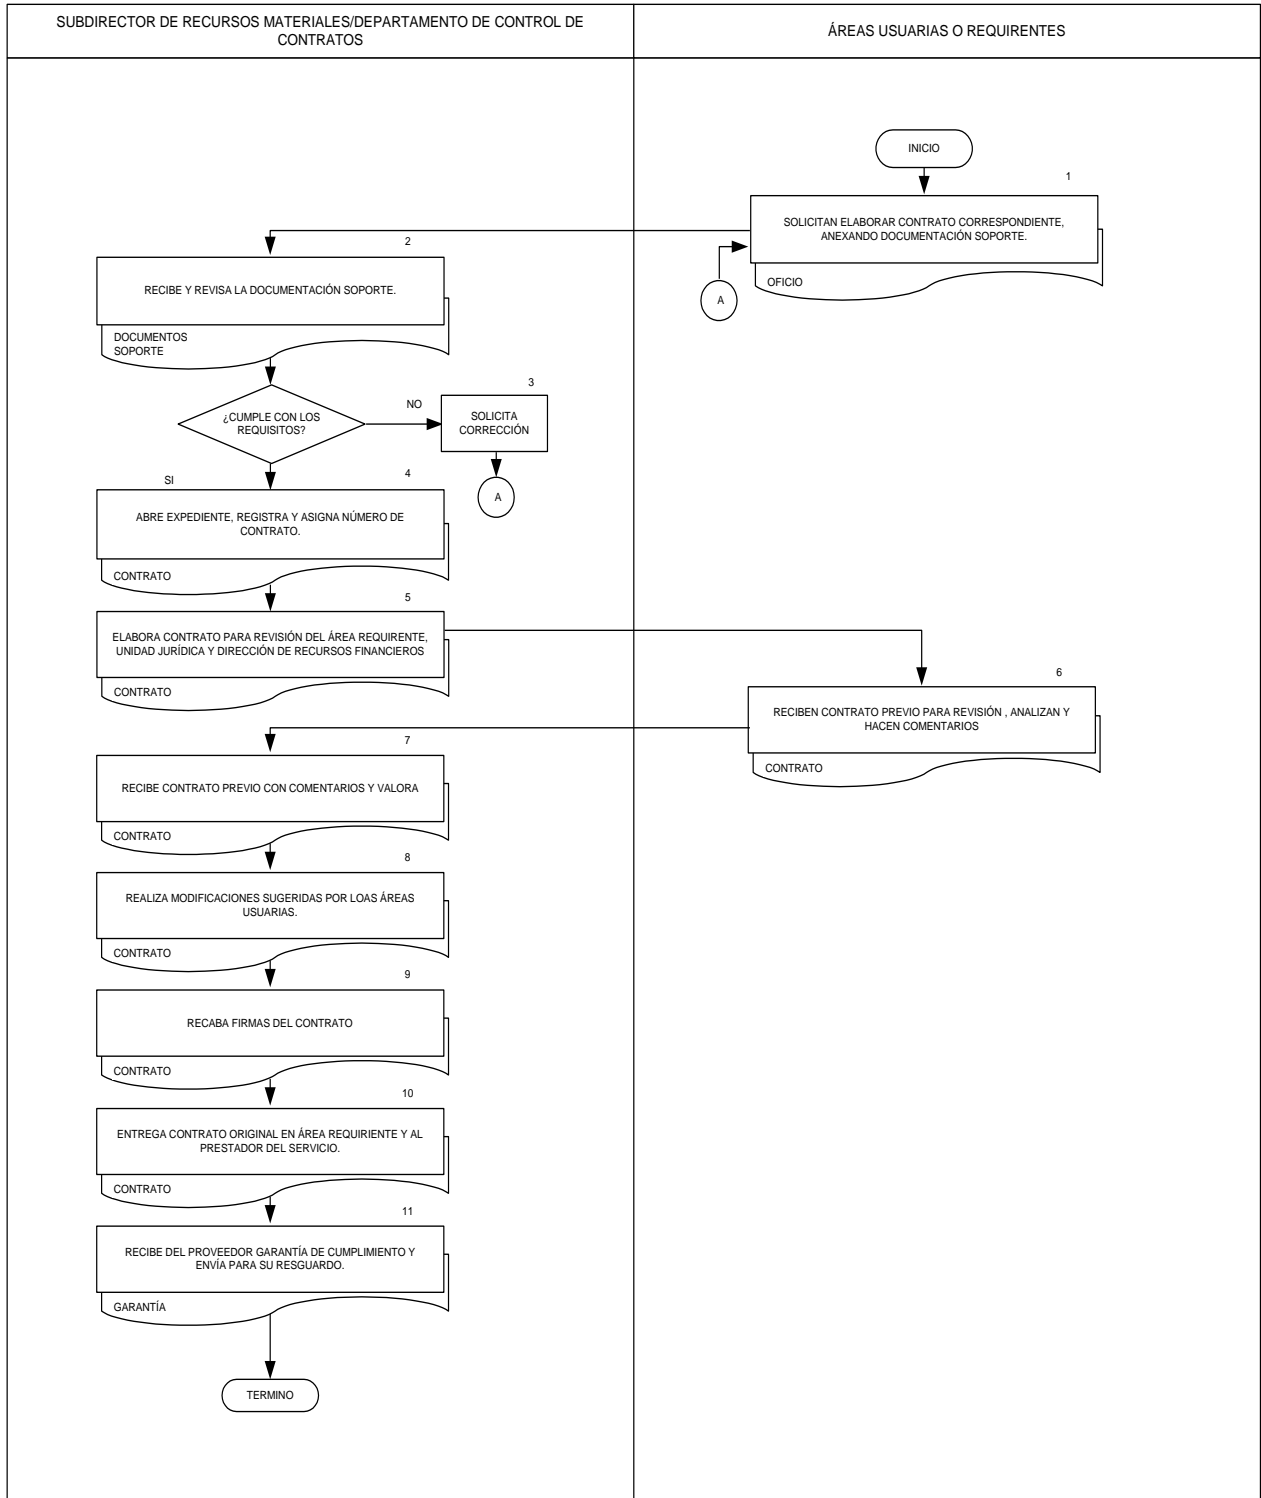 SUBDIRECTOR DE RECURSOS MATERIALES/DEPARTAMENTO DE CONTROL DE
CONTRATOS
ÁREAS USUARIAS O REQUIRENTES
INICIO
1
SOLICITAN ELABORAR CONTRATO CORRESPONDIENTE,
ANEXANDO DOCUMENTACIÓN SOPORTE.
OFICIO
A
2
RECIBE Y REVISA LA DOCUMENTACIÓN SOPORTE.
DOCUMENTOS
SOPORTE
¿CUMPLE CON LOS
REQUISITOS?
NO
3
SOLICITA
CORRECCIÓN
A
SI
4
ABRE EXPEDIENTE, REGISTRA Y ASIGNA NÚMERO DE
CONTRATO.
CONTRATO
5
ELABORA CONTRATO PARA REVISIÓN DEL ÁREA REQUIRENTE,
UNIDAD JURÍDICA Y DIRECCIÓN DE RECURSOS FINANCIEROS
CONTRATO
6
RECIBEN CONTRATO PREVIO PARA REVISIÓN , ANALIZAN Y
HACEN COMENTARIOS
CONTRATO
7
RECIBE CONTRATO PREVIO CON COMENTARIOS Y VALORA
CONTRATO
8
REALIZA MODIFICACIONES SUGERIDAS POR LOAS ÁREAS
USUARIAS.
CONTRATO
9
RECABA FIRMAS DEL CONTRATO
CONTRATO
10
ENTREGA CONTRATO ORIGINAL EN ÁREA REQUIRIENTE Y AL
PRESTADOR DEL SERVICIO.
CONTRATO
11
RECIBE DEL PROVEEDOR GARANTÍA DE CUMPLIMIENTO Y
ENVÍA PARA SU RESGUARDO.
GARANTÍA
TERMINO